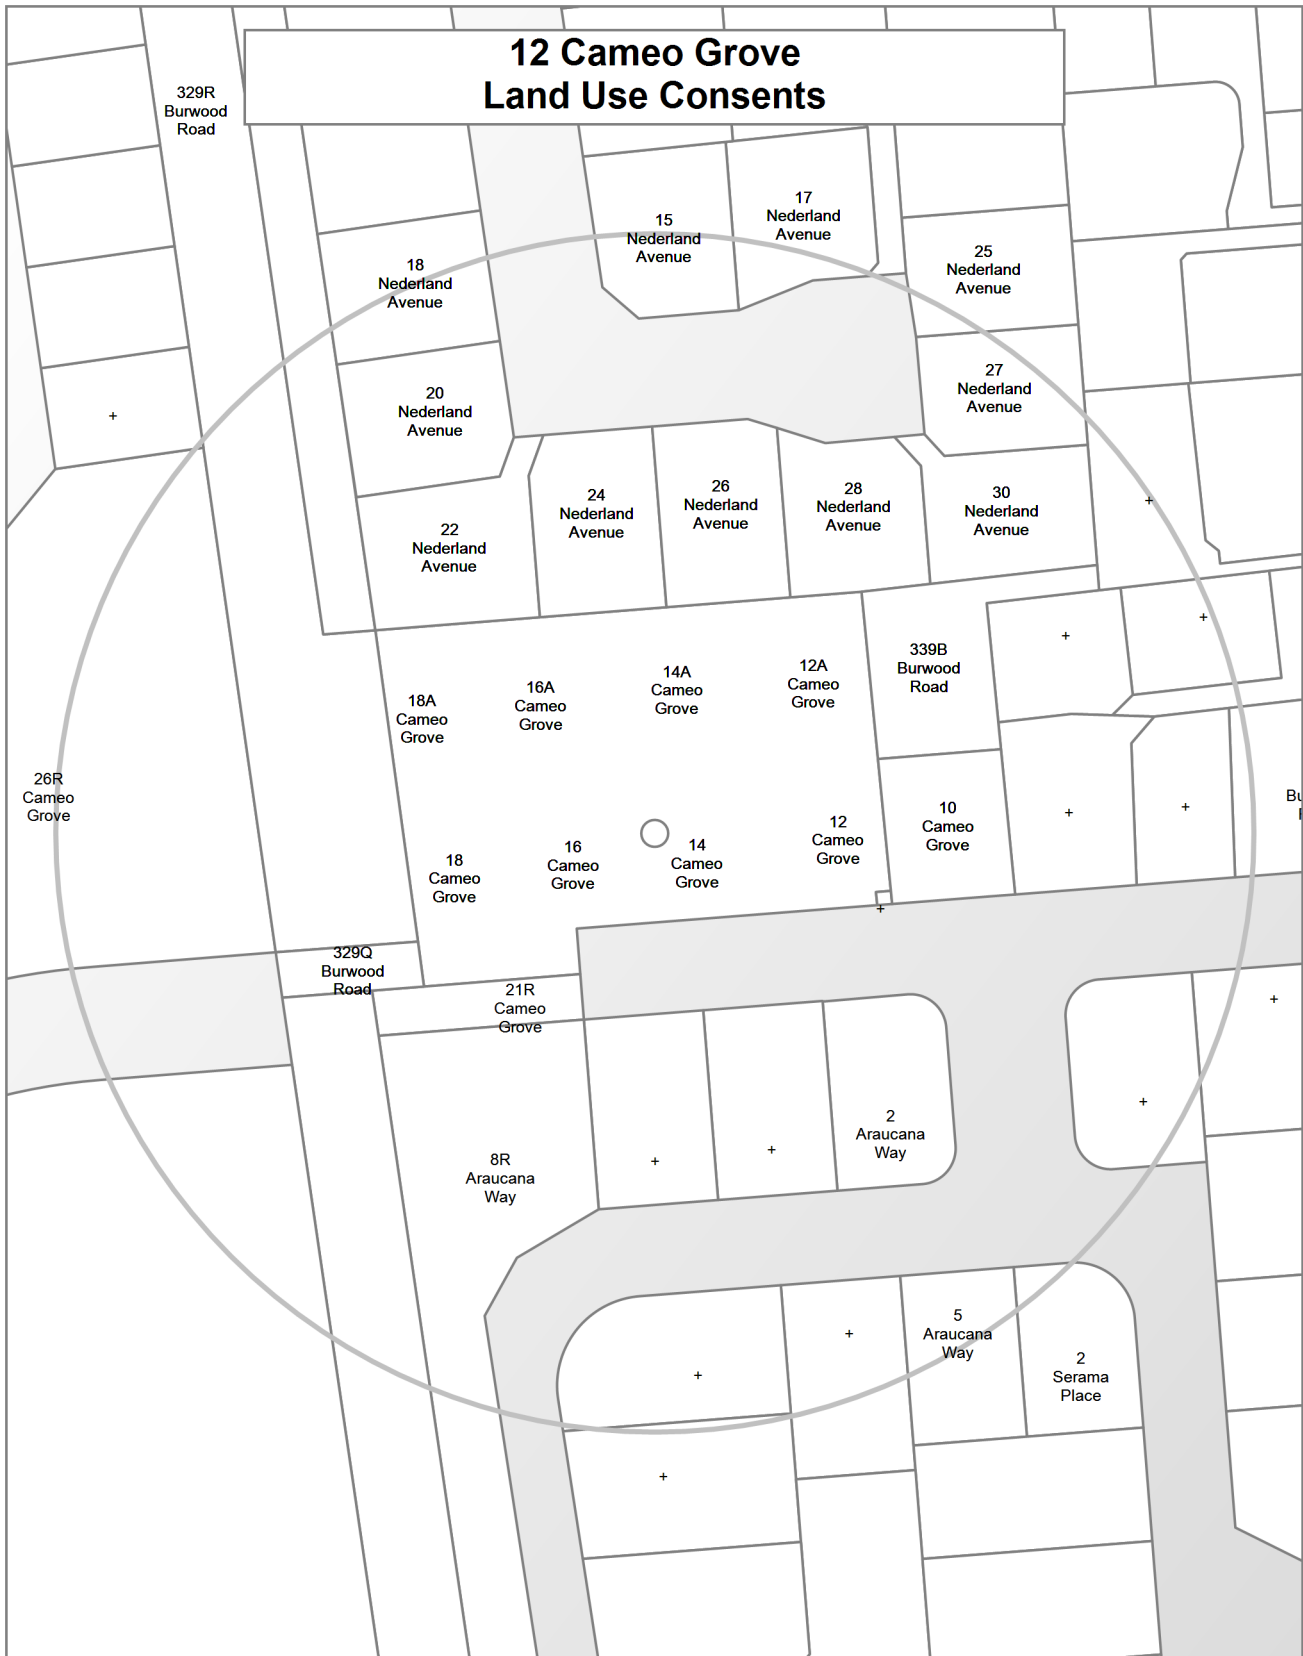 12 Cameo Grove
Land Use Consents
329R
Burwood
Road
15
Nederland
Avenue
17
Nederland
Avenue
18
Nederland
Avenue
25
Nederland
Avenue
20
Nederland
Avenue
27
Nederland
Avenue
22
Nederland
Avenue
24
Nederland
Avenue
26
Nederland
Avenue
28
Nederland
Avenue
30
Nederland
Avenue
18A
Cameo
Grove
16A
Cameo
Grove
14A
Cameo
Grove
12A
Cameo
Grove
339B
Burwood
Road
26R
Cameo
Grove
18
Cameo
Grove
16
Cameo
Grove
14
Cameo
Grove
12
Cameo
Grove
10
Cameo
Grove
Bu
329Q
Burwood
Road
21R
Cameo
Grove
8R
Araucana
Way
2
Araucana
Way
5
Araucana
Way
2
Serama
Place